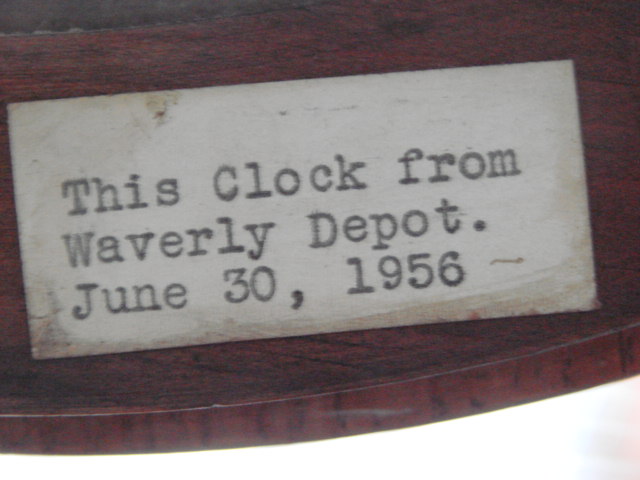 This Clock from
Waverly Depot.
June 30, 1956